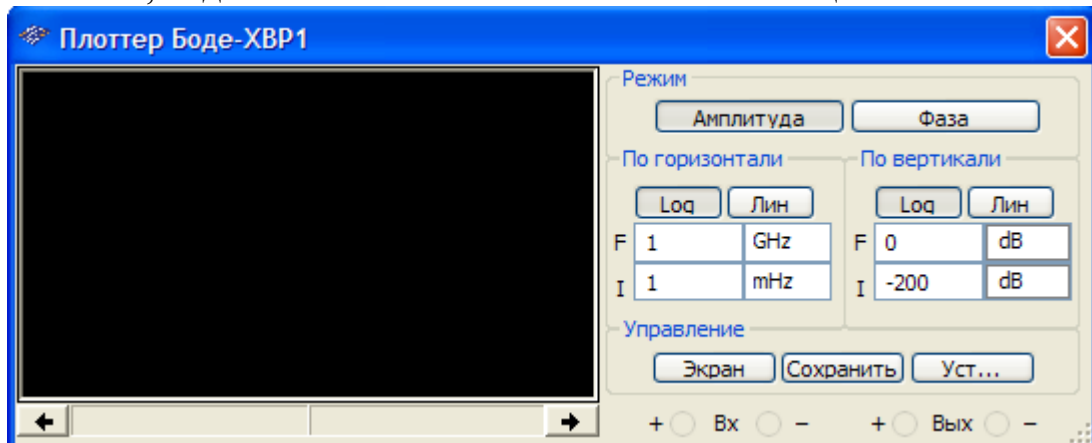 Плоттер Боде-XBP1
Режим
Амплитуда Фаза
По горизонтали По вертикали
Log Лин Log Лин
F 1 GHz F 0 dB
I 1 mHz I -200 dB
Управление
Экран Сохранить Уст...
+ Вх - + Вых -